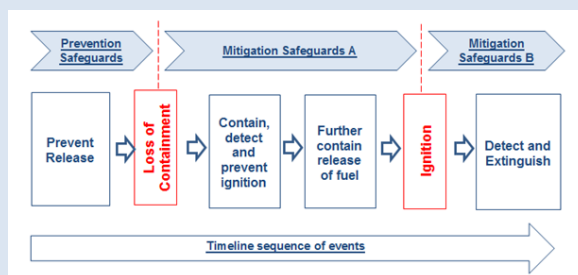 Prevention
Safeguards
Mitigation Safeguards A
Mitigation
Safeguards B
Prevent
Release
Loss of
Containment
Contain,
detect
and
prevent
ignition
Further
contain
release
of fuel
Ignition
Detect and
Extinguish
Timeline sequence of events